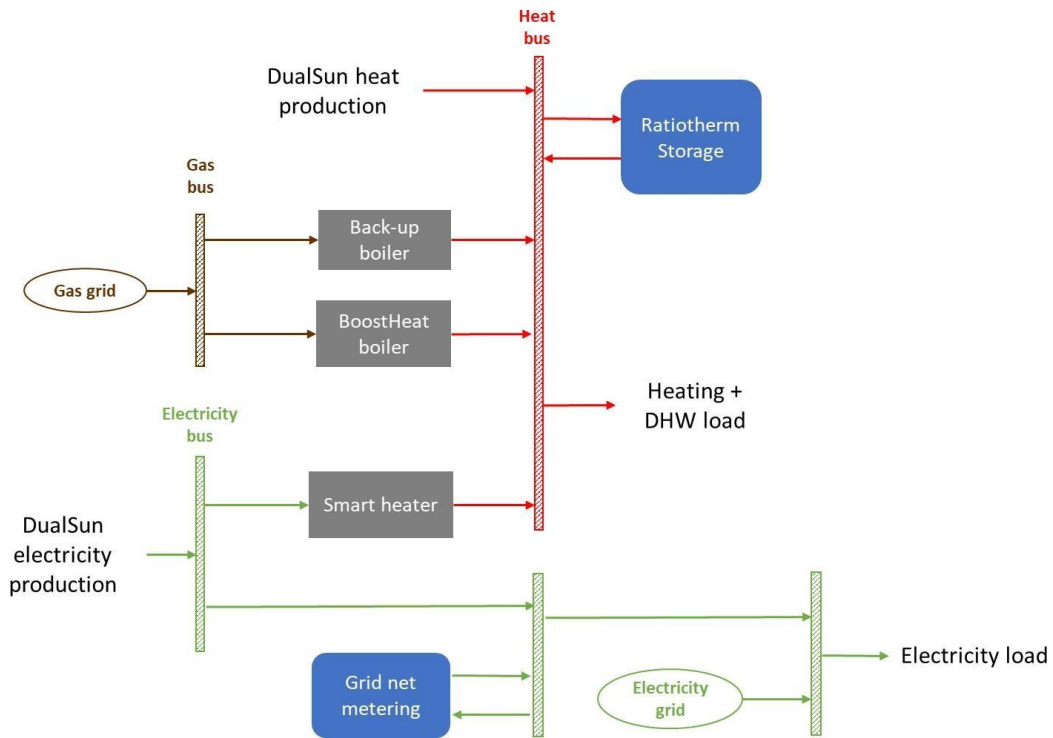 Heat
bus
DualSun heat
production
Ratiotherm
Storage
Gas
bus
Back-up
boiler
Gas grid
BoostHeat
boiler
Heating +
DHW load
Electricity
bus
Smart heater
DualSun
electricity
production
Electricity load
Grid net
metering
Electricity
grid